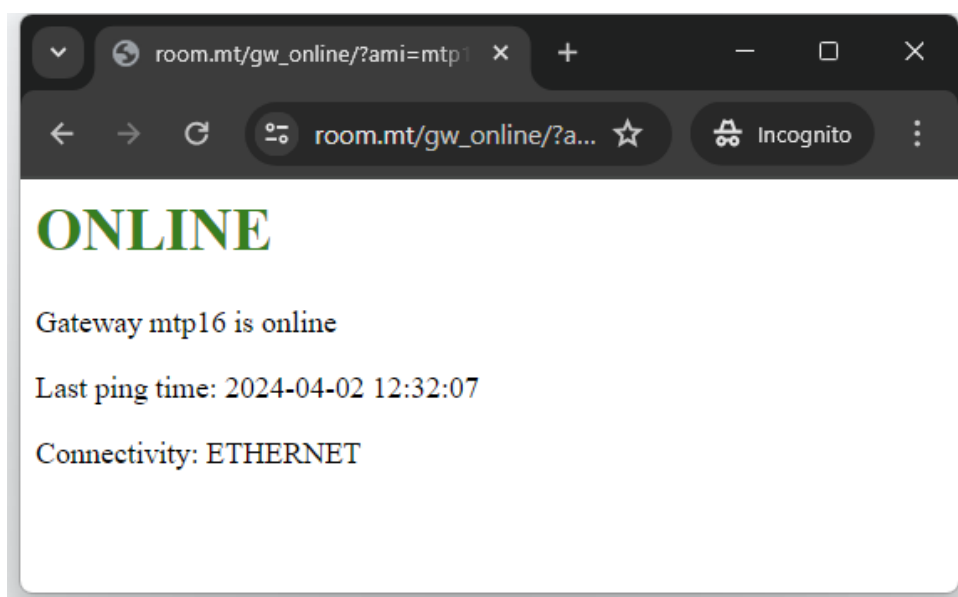 room.mt/gw_online/?ami=mtp1
room.mt/gw_online/?a...
Incognito
ONLINE
Gateway mtp16 is online
Last ping time: 2024-04-02 12:32:07
Connectivity: ETHERNET